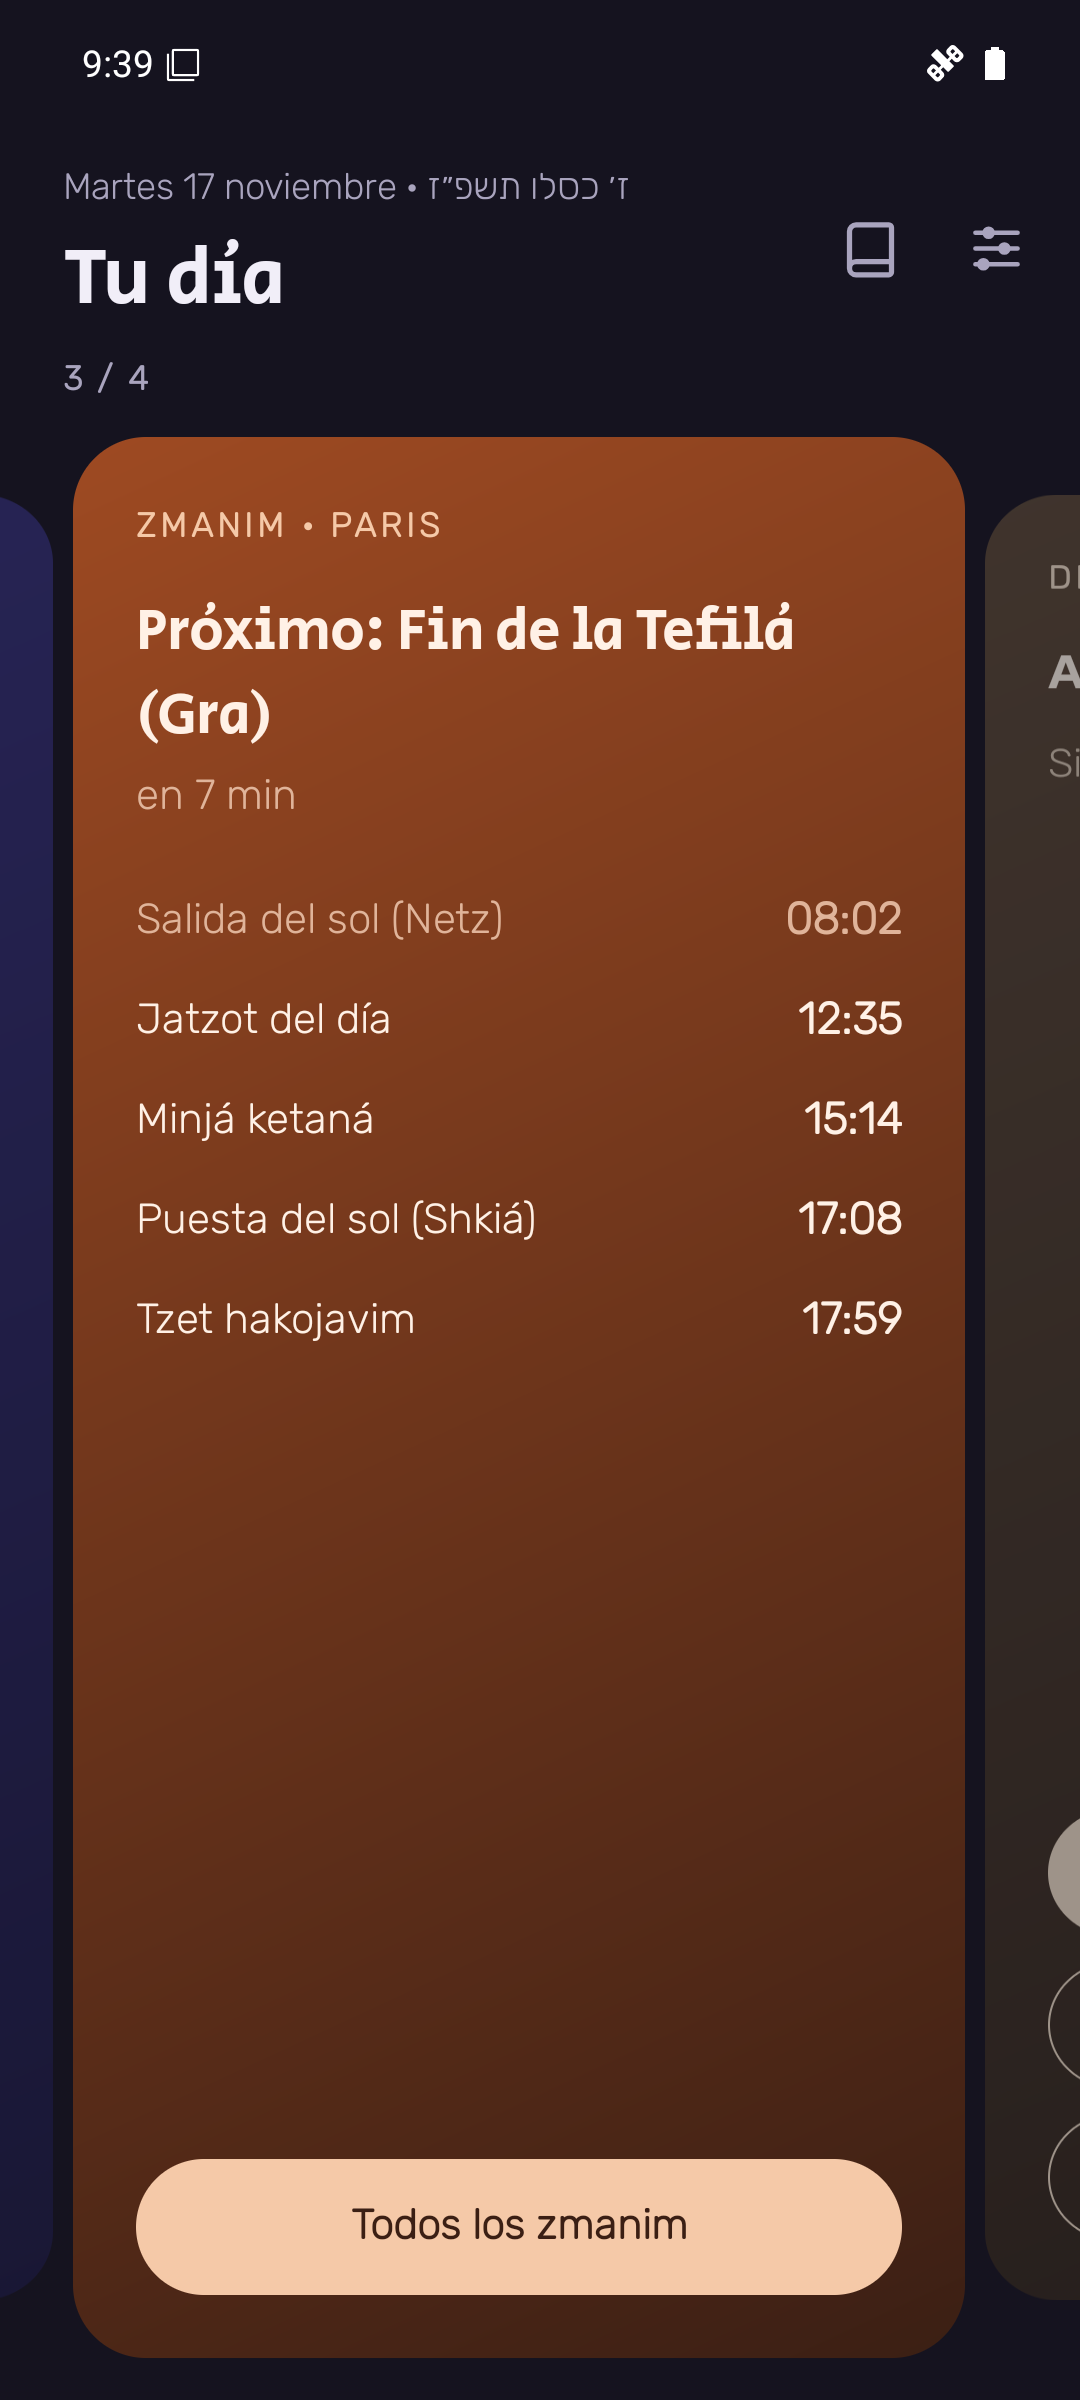 9:39
Martes 17 noviembre • ז׳ כסלו תשפ״ז
Tu día
3 / 4
ZMANIM • PARIS
Próximo: Fin de la Tefilá
(Gra)
en 7 min
Salida del sol (Netz) 08:02
Jatzot del día 12:35
Minjá ketaná 15:14
Puesta del sol (Shkiá) 17:08
Tzet hakojavim 17:59
Todos los zmanim